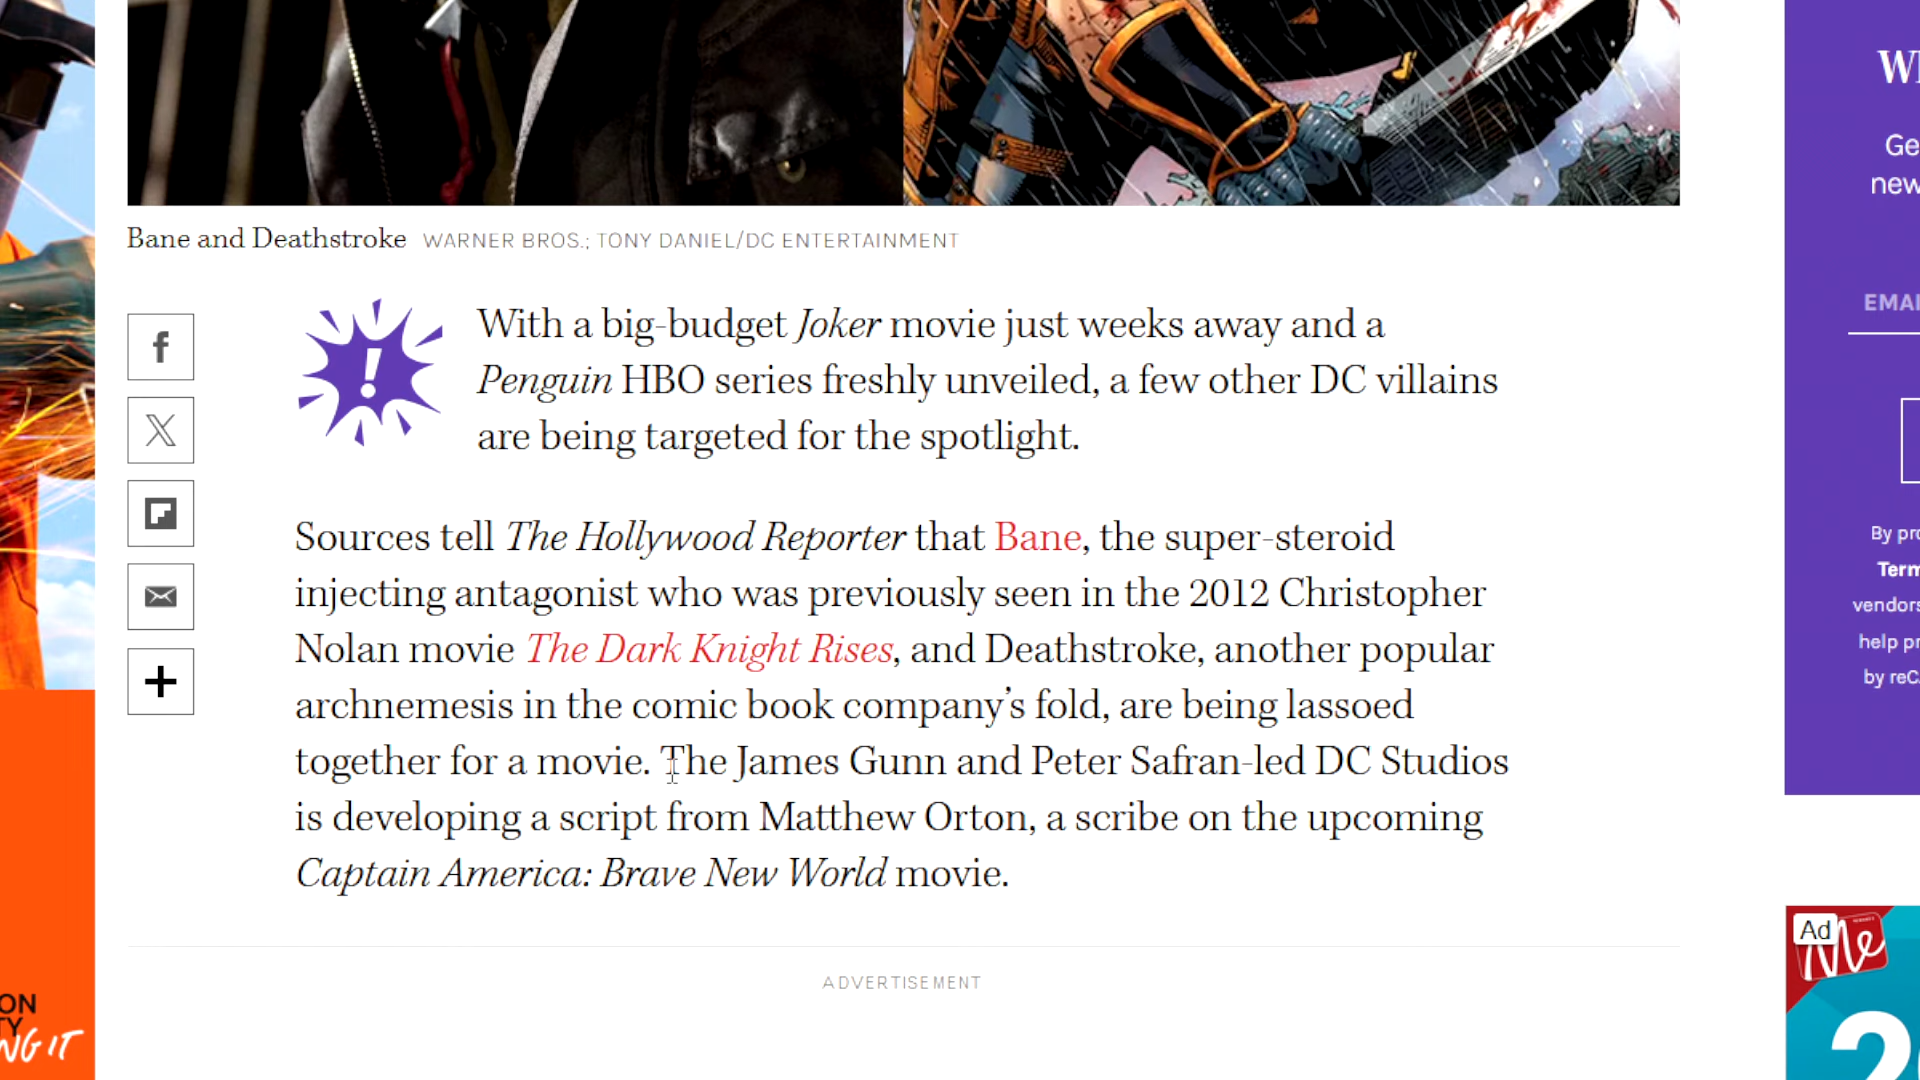 Bane and Deathstroke WARNER BROS.; TONY DANIEL/DC ENTERTAINMENT
With a big-budget Joker movie just weeks away and a
Penguin HBO series freshly unveiled, a few other DC villains
are being targeted for the spotlight.
Sources tell The Hollywood Reporter that Bane, the super-steroid
injecting antagonist who was previously seen in the 2012 Christopher
Nolan movie The Dark Knight Rises, and Deathstroke, another popular
archnemesis in the comic book company's fold, are being lassoed
together for a movie. The James Gunn and Peter Safran-led DC Studios
is developing a script from Matthew Orton, a scribe on the upcoming
Captain America: Brave New World movie.
ADVERTISEMENT
ON
TY
NG IT
Ge
new
EMAI
By pro
Term
vendors
help pr
by reC
Ad
Me
2